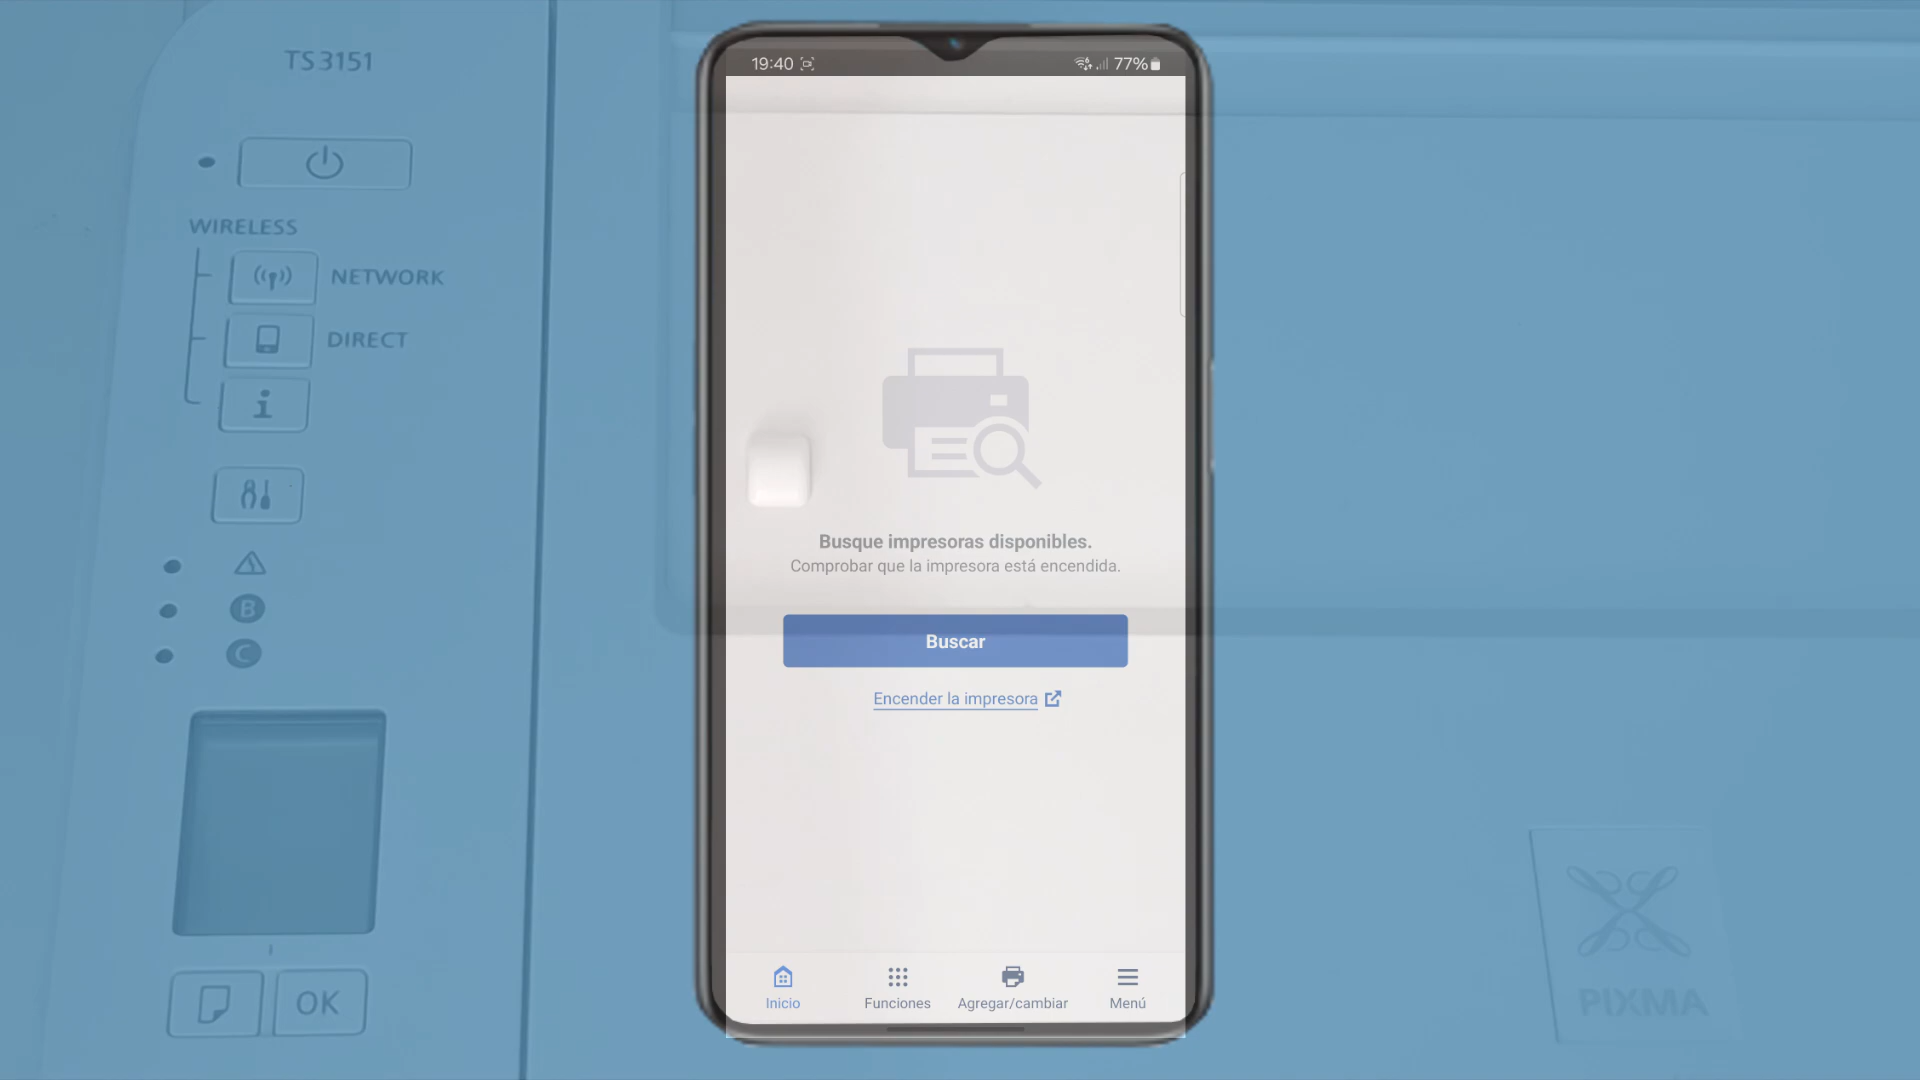 TS3151
WIRELESS
NETWORK
DIRECT
i
B
C
OK
19:40
77%
Busque impresoras disponibles.
Comprobar que la impresora está encendida.
Buscar
Encender la impresora
Inicio
Funciones
Agregar/cambiar
Menú
PIXMA